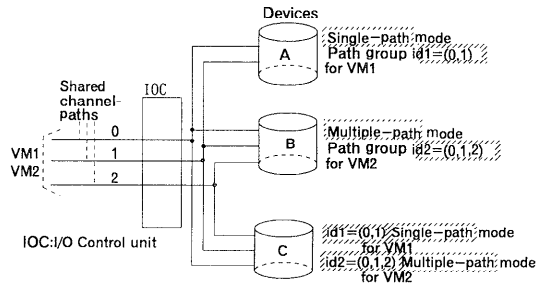 Devices
A
Single-path mode
Path group id1=(0,1)
for VM1
Shared
channel-
paths
IOC
0
1
2
VM1
VM2
B
Multiple-path mode
Path group id2=(0,1,2)
for VM2
C
id1=(0,1) Single-path mode
for VM1
id2=(0,1,2) Multiple-path mode
for VM2
IOC:I/O Control unit